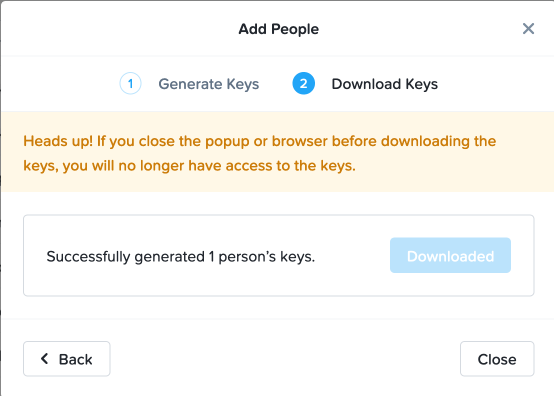 Add People
1 Generate Keys 2 Download Keys
Heads up! If you close the popup or browser before downloading the
keys, you will no longer have access to the keys.
Successfully generated 1 person’s keys. Downloaded
Back Close